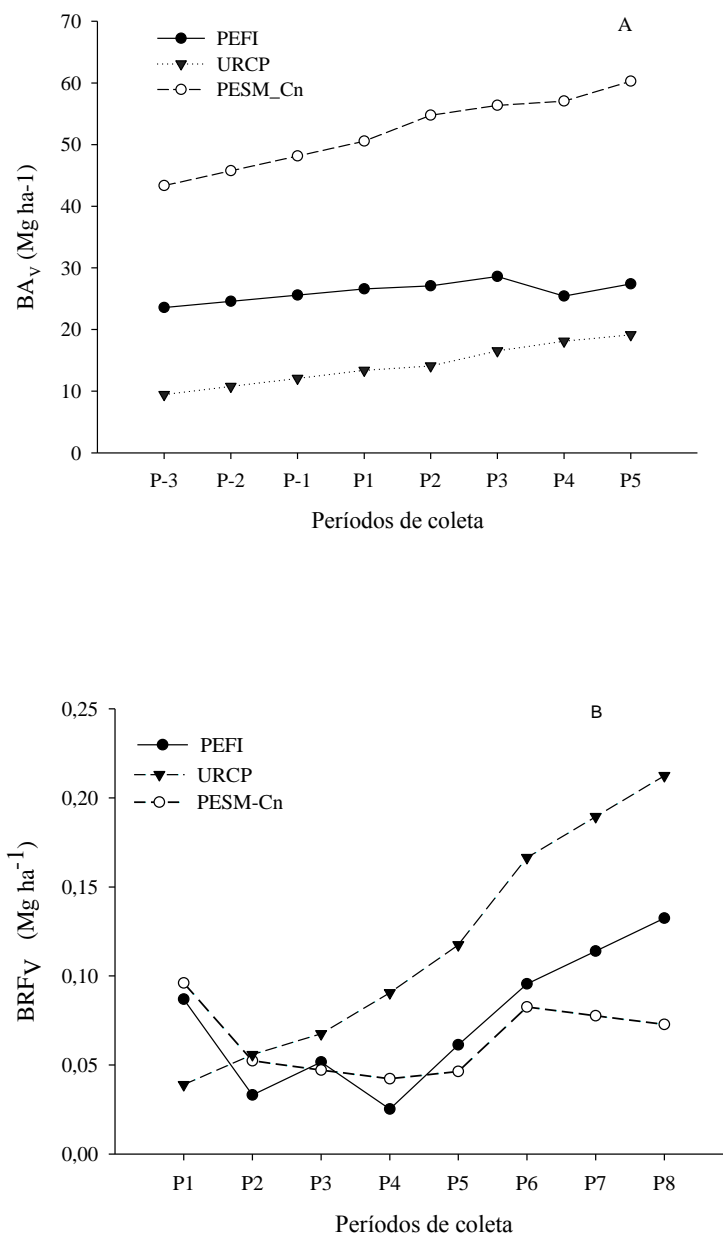 A
PEFI
URCP
PESM_Cn
70
60
50
40
30
20
10
0
BAV (Mg ha-1)
P-3 P-2 P-1 P1 P2 P3 P4 P5
Períodos de coleta
B
PEFI
URCP
PESM-Cn
0,25
0,20
0,15
0,10
0,05
0,00
BRFV (Mg ha-1)
P1 P2 P3 P4 P5 P6 P7 P8
Períodos de coleta